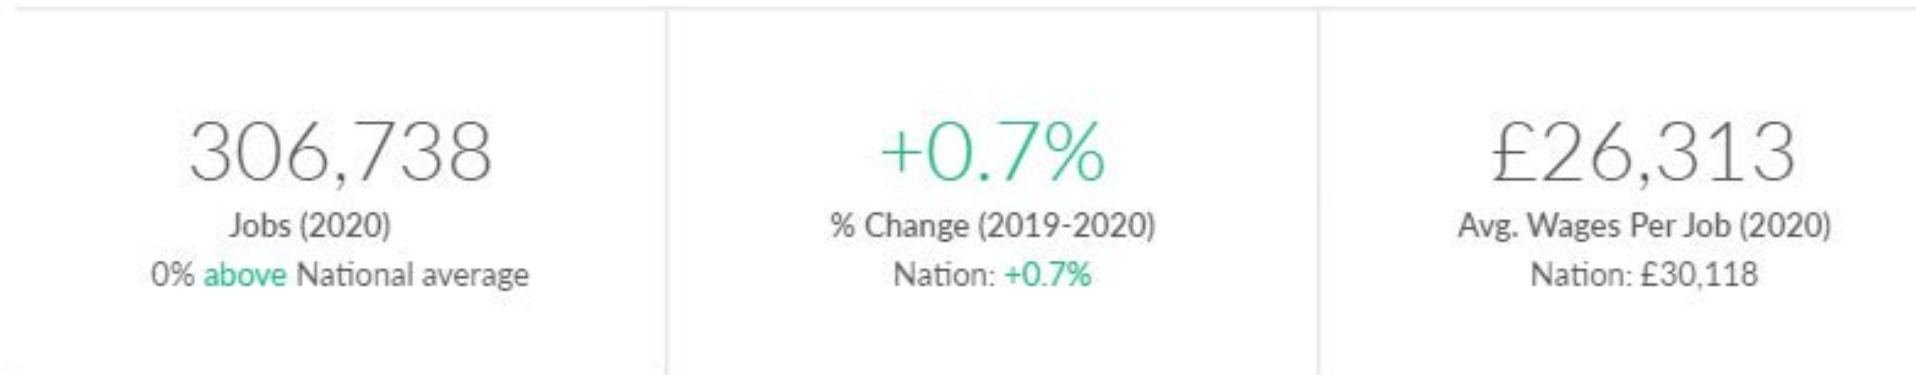 306,738
Jobs (2020)
0% above National average
+0.7%
% Change (2019-2020)
Nation: +0.7%
£26,313
Avg. Wages Per Job (2020)
Nation: £30,118